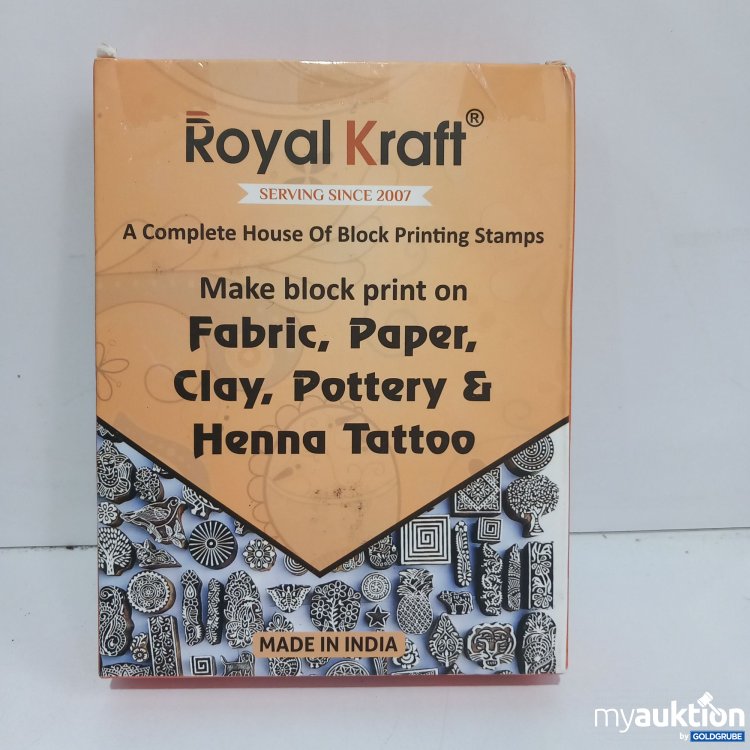 Royal Kraft®
SERVING SINCE 2007
A Complete House Of Block Printing Stamps
Make block print on
Fabric, Paper,
Clay, Pottery &
Henna Tattoo
MADE IN INDIA
myauktion
by GOLDGRUBE